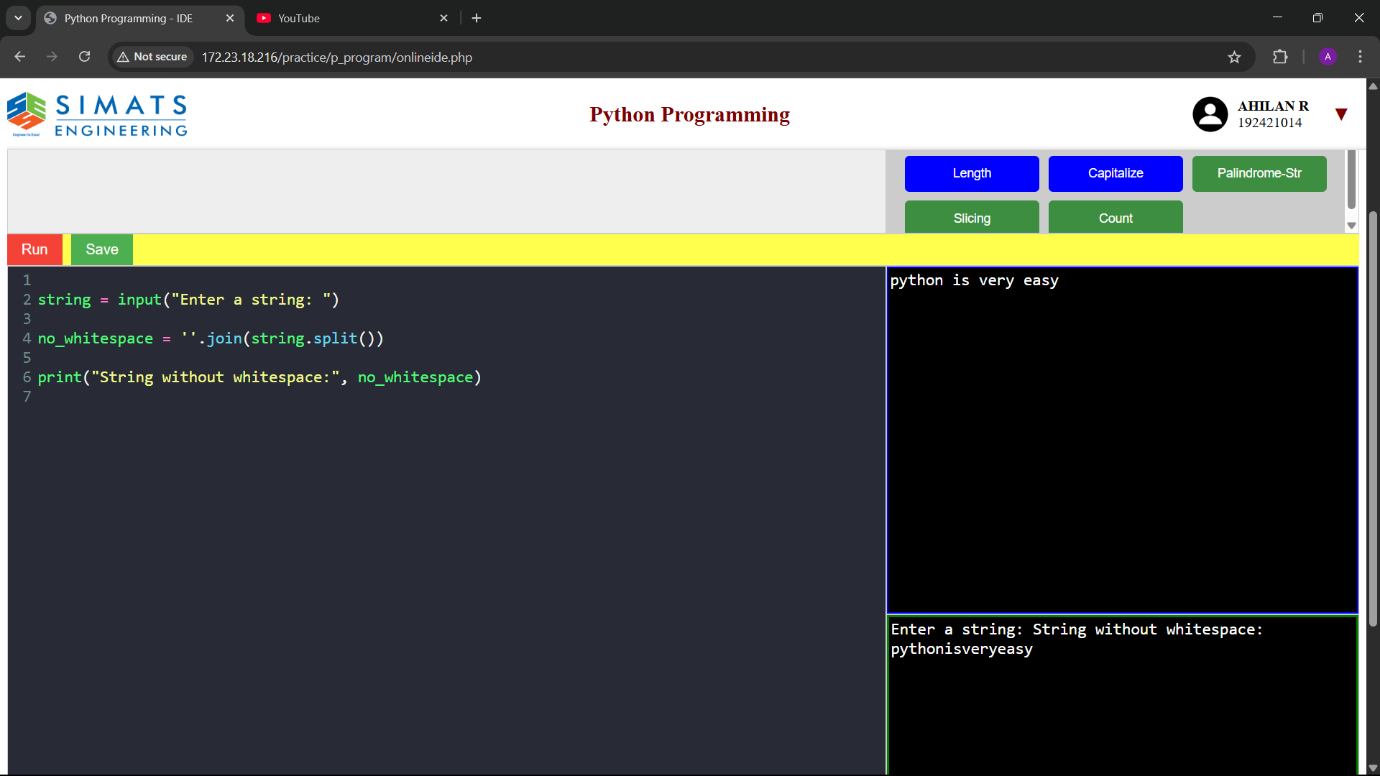 Python Programming - IDE
YouTube
Not secure
172.23.18.216/practice/p_program/onlineide.php
A
SIMATS
ENGINEERING
Python Programming
AHILAN R
192421014
Length
Capitalize
Palindrome-Str
Slicing
Count
Run
Save
1
2 string = input("Enter a string: ")
3
4 no_whitespace = ''.join(string.split())
5
6 print("String without whitespace:", no_whitespace)
7
python is very easy
Enter a string: String without whitespace:
pythonisveryeasy